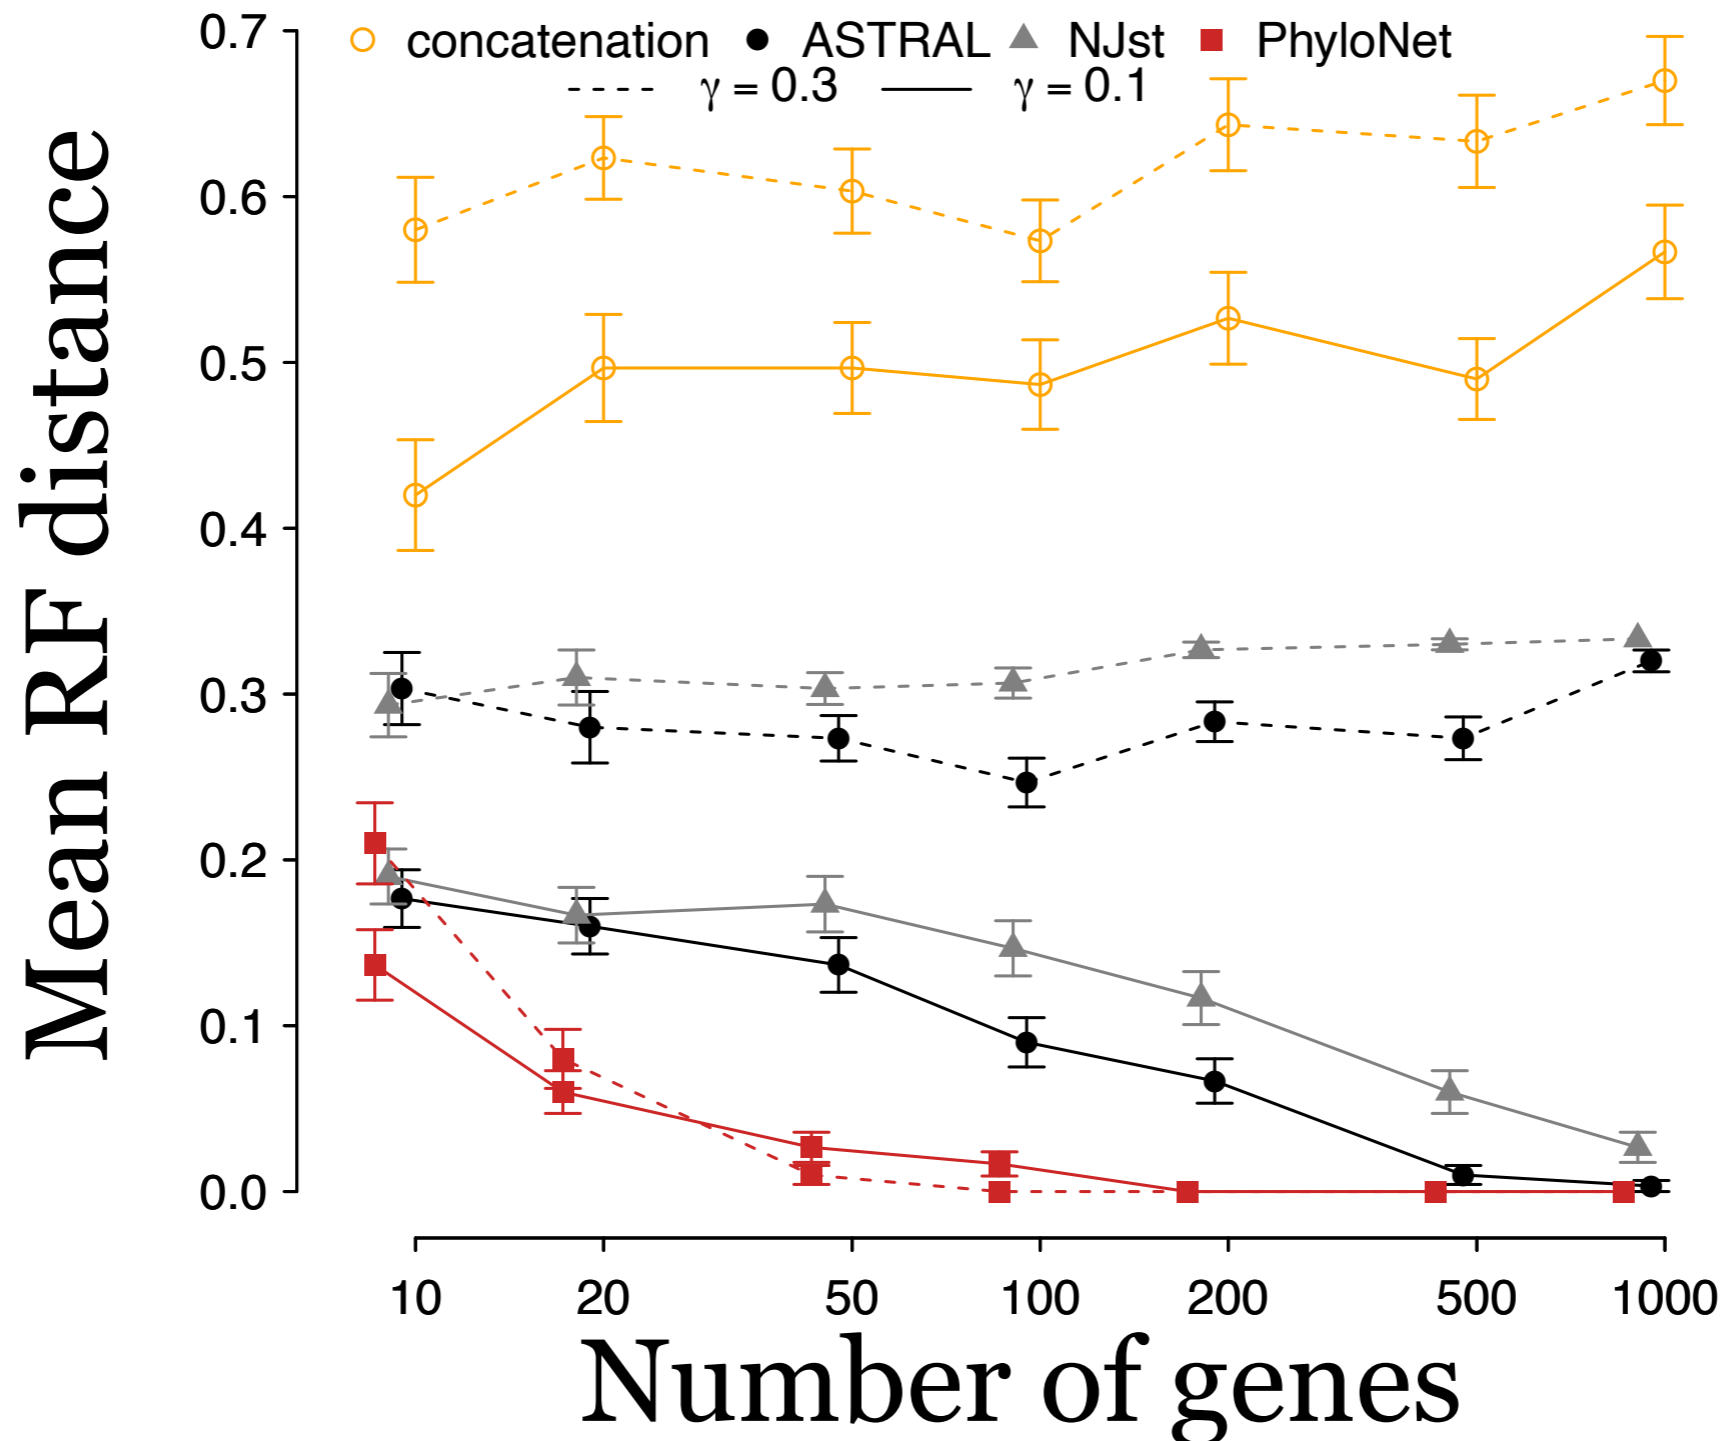 0.7
concatenation ASTRAL NJst PhyloNet
γ = 0.3 γ = 0.1
0.6
0.5
0.4
0.3
0.2
0.1
0.0
Mean RF distance
10 20 50 100 200 500 1000
Number of genes